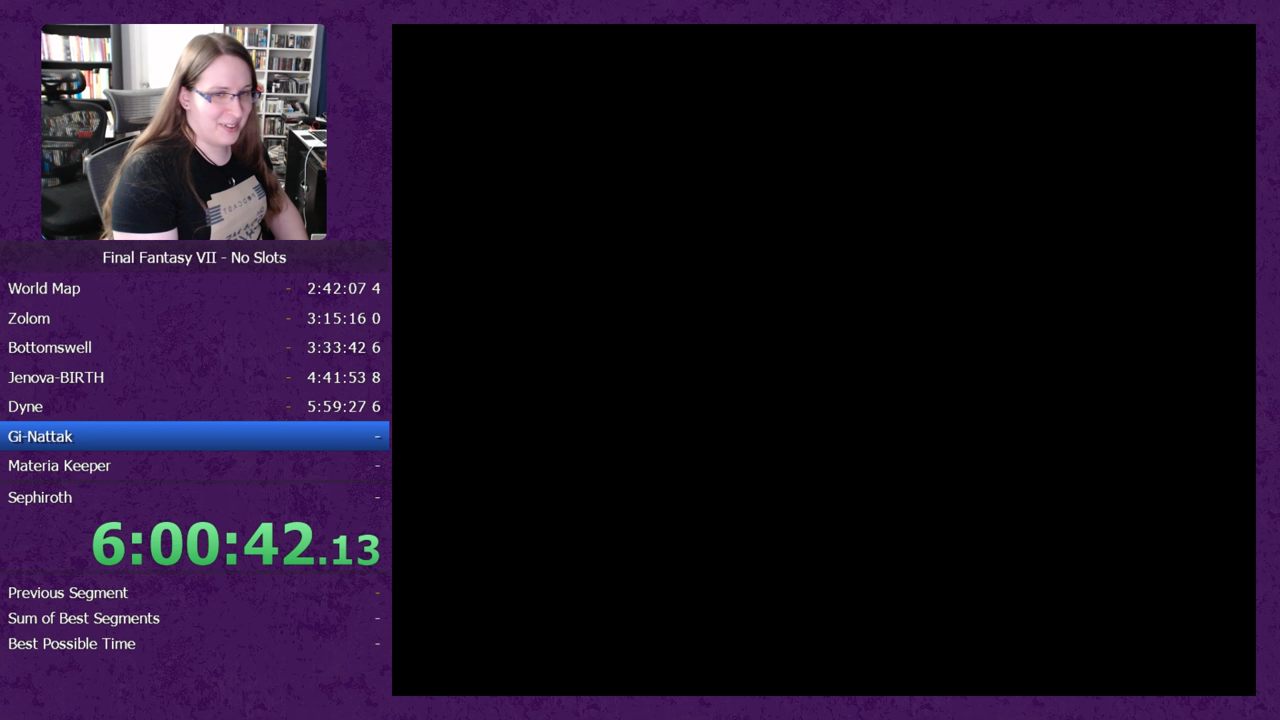 Final Fantasy VII - No Slots
World Map - 2:42:07 4
Zolom - 3:15:16 0
Bottomswell - 3:33:42 6
Jenova-BIRTH - 4:41:53 8
Dyne - 5:59:27 6
Gi-Nattak -
Materia Keeper -
Sephiroth -
6:00:42.13
Previous Segment -
Sum of Best Segments -
Best Possible Time -